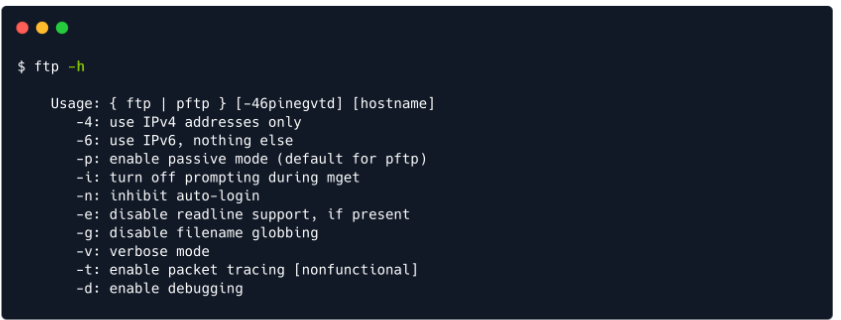 $ ftp -h
Usage: { ftp | pftp } [-46pinegvtd] [hostname]
-4: use IPv4 addresses only
-6: use IPv6, nothing else
-p: enable passive mode (default for pftp)
-i: turn off prompting during mget
-n: inhibit auto-login
-e: disable readline support, if present
-g: disable filename globbing
-v: verbose mode
-t: enable packet tracing [nonfunctional]
-d: enable debugging